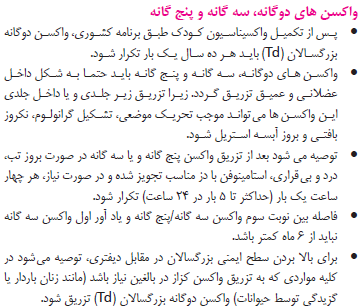 واکسن های دوگانه، سه گانه و پنج گانه
• پس از تکمیل واکسیناسیون کودک طبق برنامه کشوری، واکسن دوگانه
بزرگسالان (Td) باید هر ده سال یک بار تکرار شود.
• واکسن های دوگانه، سه گانه و پنج گانه باید حتما به شکل داخل
عضلانی و عمیق تزریق گردد. زیرا تزریق زیر جلدی و یا داخل جلدی
این واکسن ها می‌تواند موجب تحریک موضعی، تشکیل گرانولوم، نکروز
بافتی و بروز آبسه استریل شود.
• توصیه می شود بعد از تزریق واکسن پنج گانه و یا سه گانه در صورت بروز تب،
درد و بی‌قراری، استامینوفن با دز مناسب تجویز شده و در صورت نیاز، هر چهار
ساعت یک بار (حداکثر تا ۵ بار در ۲۴ ساعت) تکرار شود.
• فاصله بین نوبت سوم واکسن سه گانه/پنج گانه و یاد آور اول واکسن سه گانه
نباید از ۶ ماه کمتر باشد.
• برای بالا بردن سطح ایمنی بزرگسالان در مقابل دیفتری، توصیه می‌شود در
کلیه مواردی که به تزریق واکسن کزاز در بالغین نیاز باشد (مانند زنان باردار یا
گزیدگی توسط حیوانات) واکسن دوگانه بزرگسالان (Td) تزریق شود.